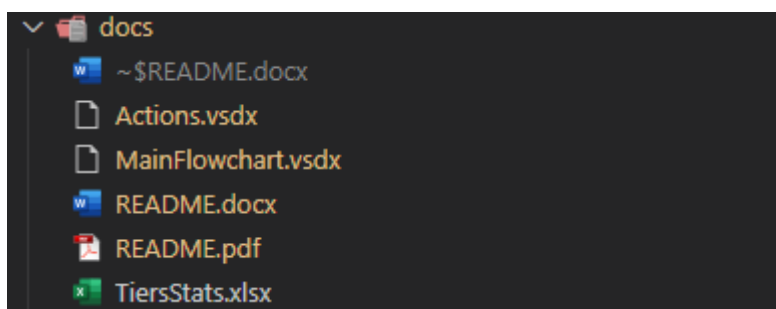 docs
~$README.docx
Actions.vsdx
MainFlowchart.vsdx
README.docx
README.pdf
TiersStats.xlsx